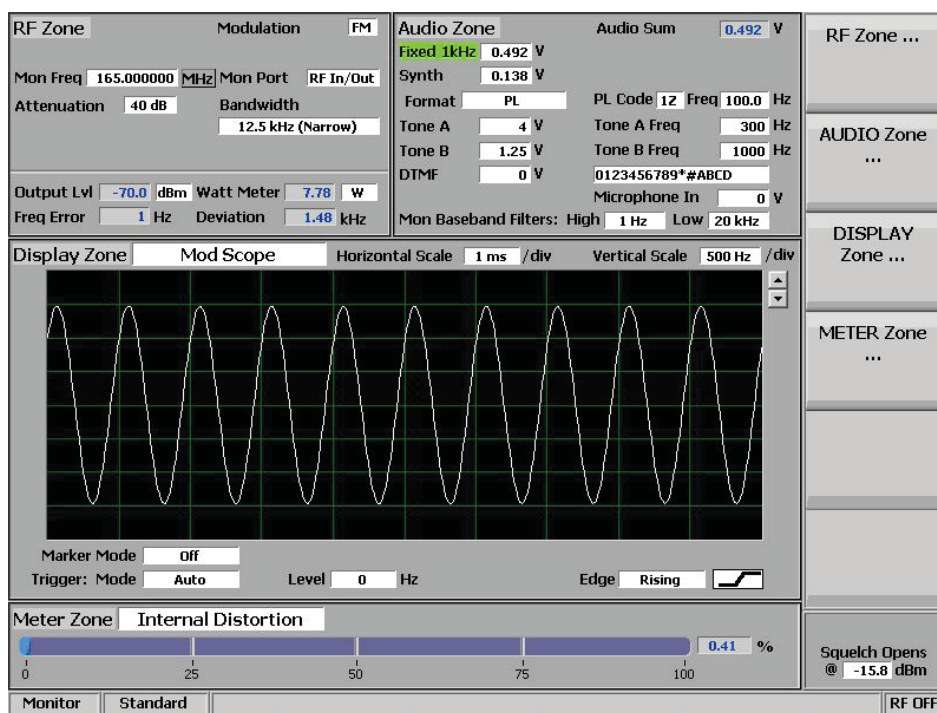 RF Zone Modulation FM
Mon Freq 165.000000 MHz Mon Port RF In/Out
Attenuation 40 dB Bandwidth
12.5 kHz (Narrow)
Output Lvl -70.0 dBm Watt Meter 7.78 W
Freq Error 1 Hz Deviation 1.48 kHz
Audio Zone Audio Sum 0.492 V
Fixed 1kHz 0.492 V
Synth 0.138 V
Format PL PL Code 1Z Freq 100.0 Hz
Tone A 4 V Tone A Freq 300 Hz
Tone B 1.25 V Tone B Freq 1000 Hz
DTMF 0 V 0123456789*#ABCD
Microphone In 0 V
Mon Baseband Filters: High 1 Hz Low 20 kHz
Display Zone Mod Scope Horizontal Scale 1 ms /div Vertical Scale 500 Hz /div
Marker Mode Off
Trigger: Mode Auto Level 0 Hz Edge Rising
Meter Zone Internal Distortion
0.41 %
0 25 50 75 100
Monitor Standard RF OFF
RF Zone ...
AUDIO Zone
...
DISPLAY
Zone ...
METER Zone
...
Squelch Opens
@ -15.8 dBm